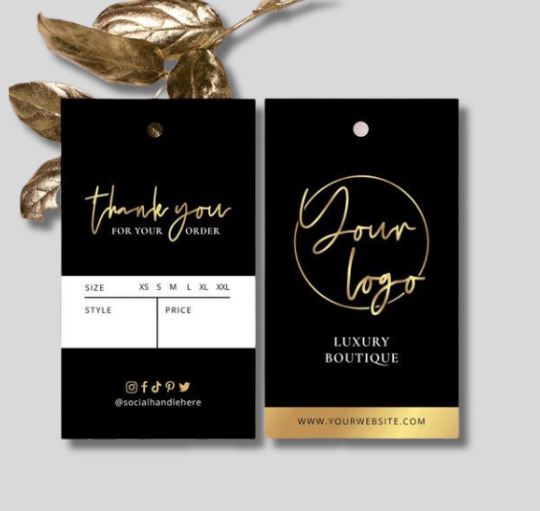 thank you
FOR YOUR ORDER
SIZE XS S M L XL XXL
STYLE PRICE
@socialhandlehere
Your
logo
LUXURY
BOUTIQUE
WWW.YOURWEBSITE.COM